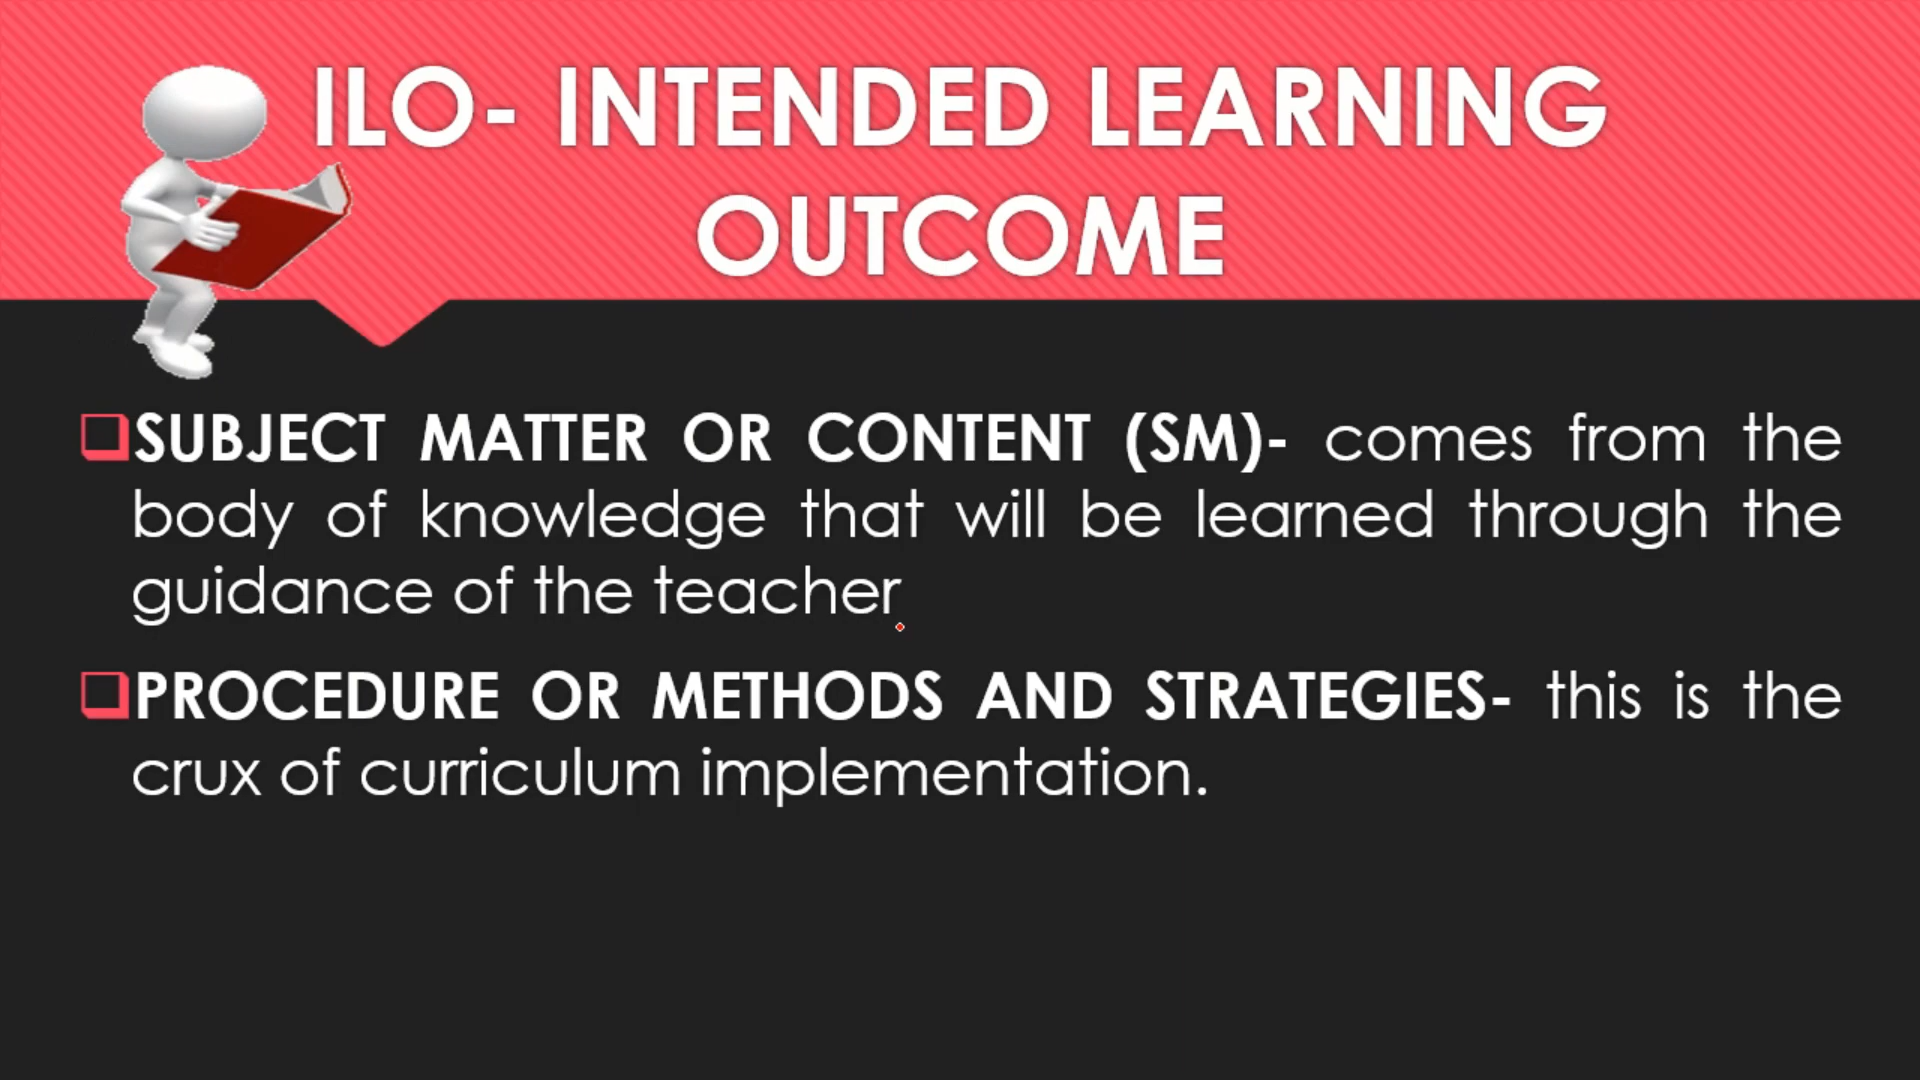 ILO- INTENDED LEARNING
OUTCOME
SUBJECT MATTER OR CONTENT (SM)- comes from the
body of knowledge that will be learned through the
guidance of the teacher
PROCEDURE OR METHODS AND STRATEGIES- this is the
crux of curriculum implementation.